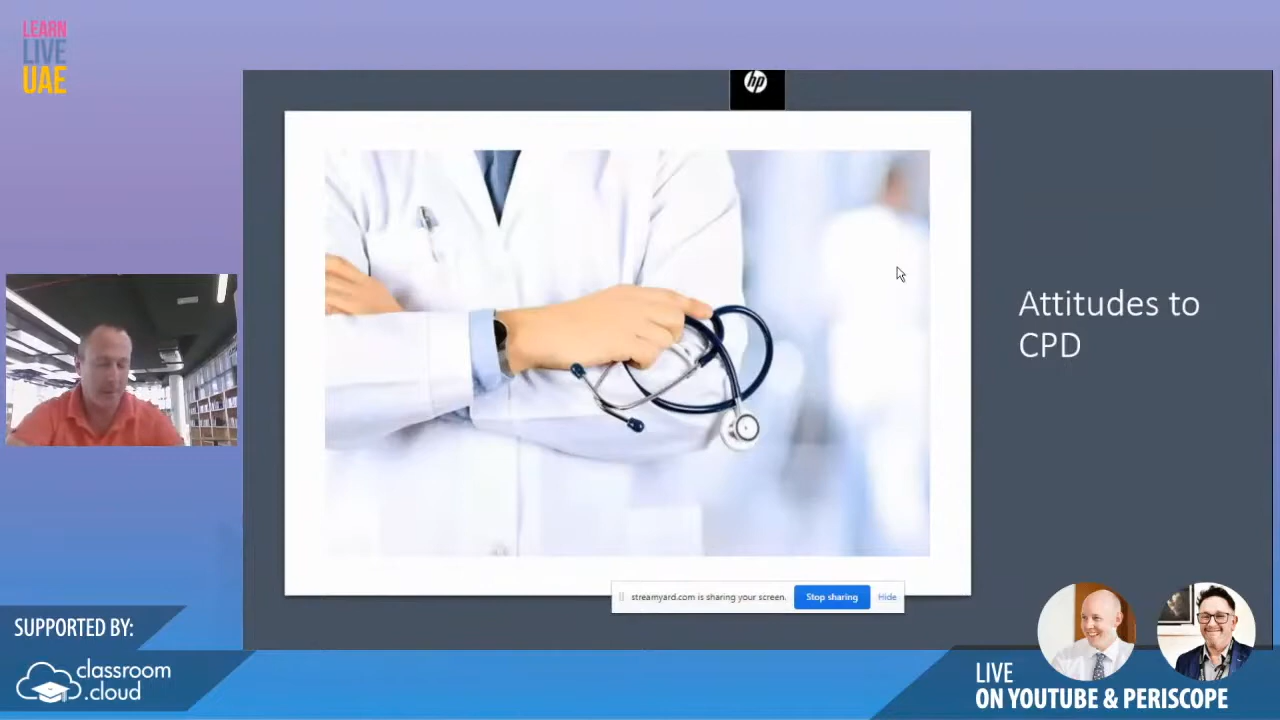 LEARN
LIVE
UAE
hp
Attitudes to
CPD
streamyard.com is sharing your screen.
Stop sharing
Hide
SUPPORTED BY:
classroom
.cloud
LIVE
ON YOUTUBE & PERISCOPE